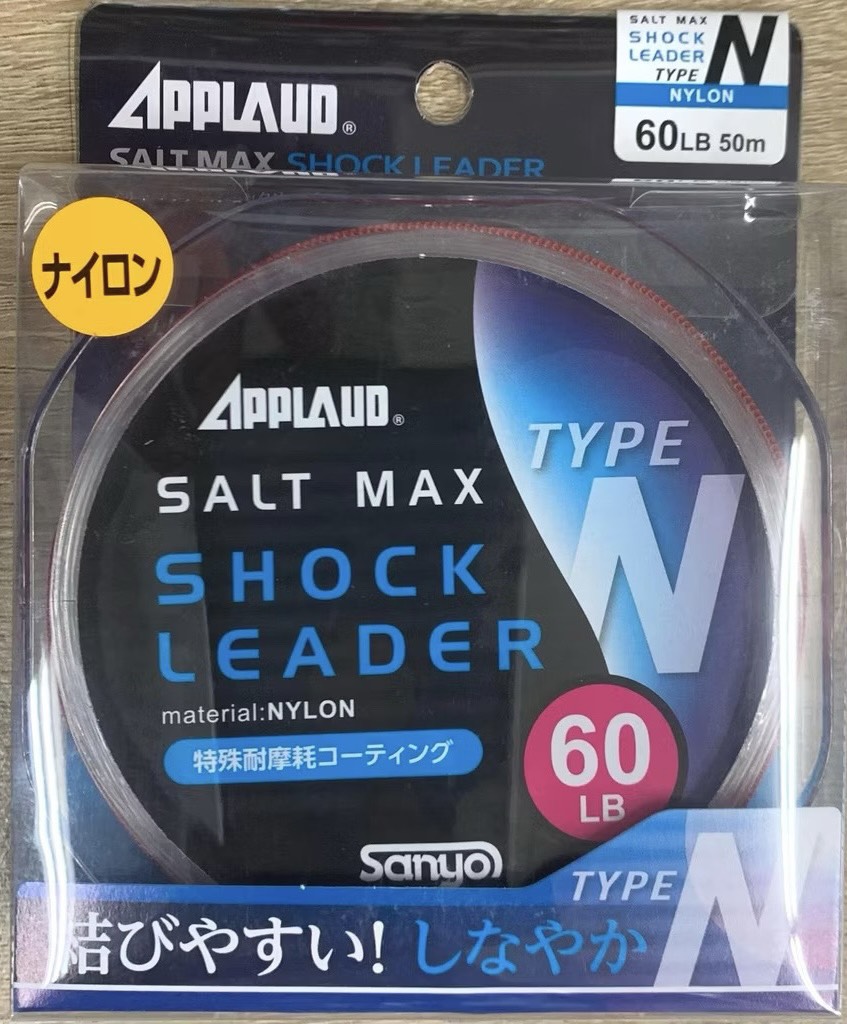 APPLAUD®
SALT MAX SHOCK LEADER
SALT MAX
SHOCK
LEADER
TYPE N
NYLON
60LB 50m
ナイロン
APPLAUD®
SALT MAX
SHOCK
LEADER
material:NYLON
特殊耐摩耗コーティング
TYPE
N
60
LB
Sanyo
TYPE N
結びやすい! しなやか